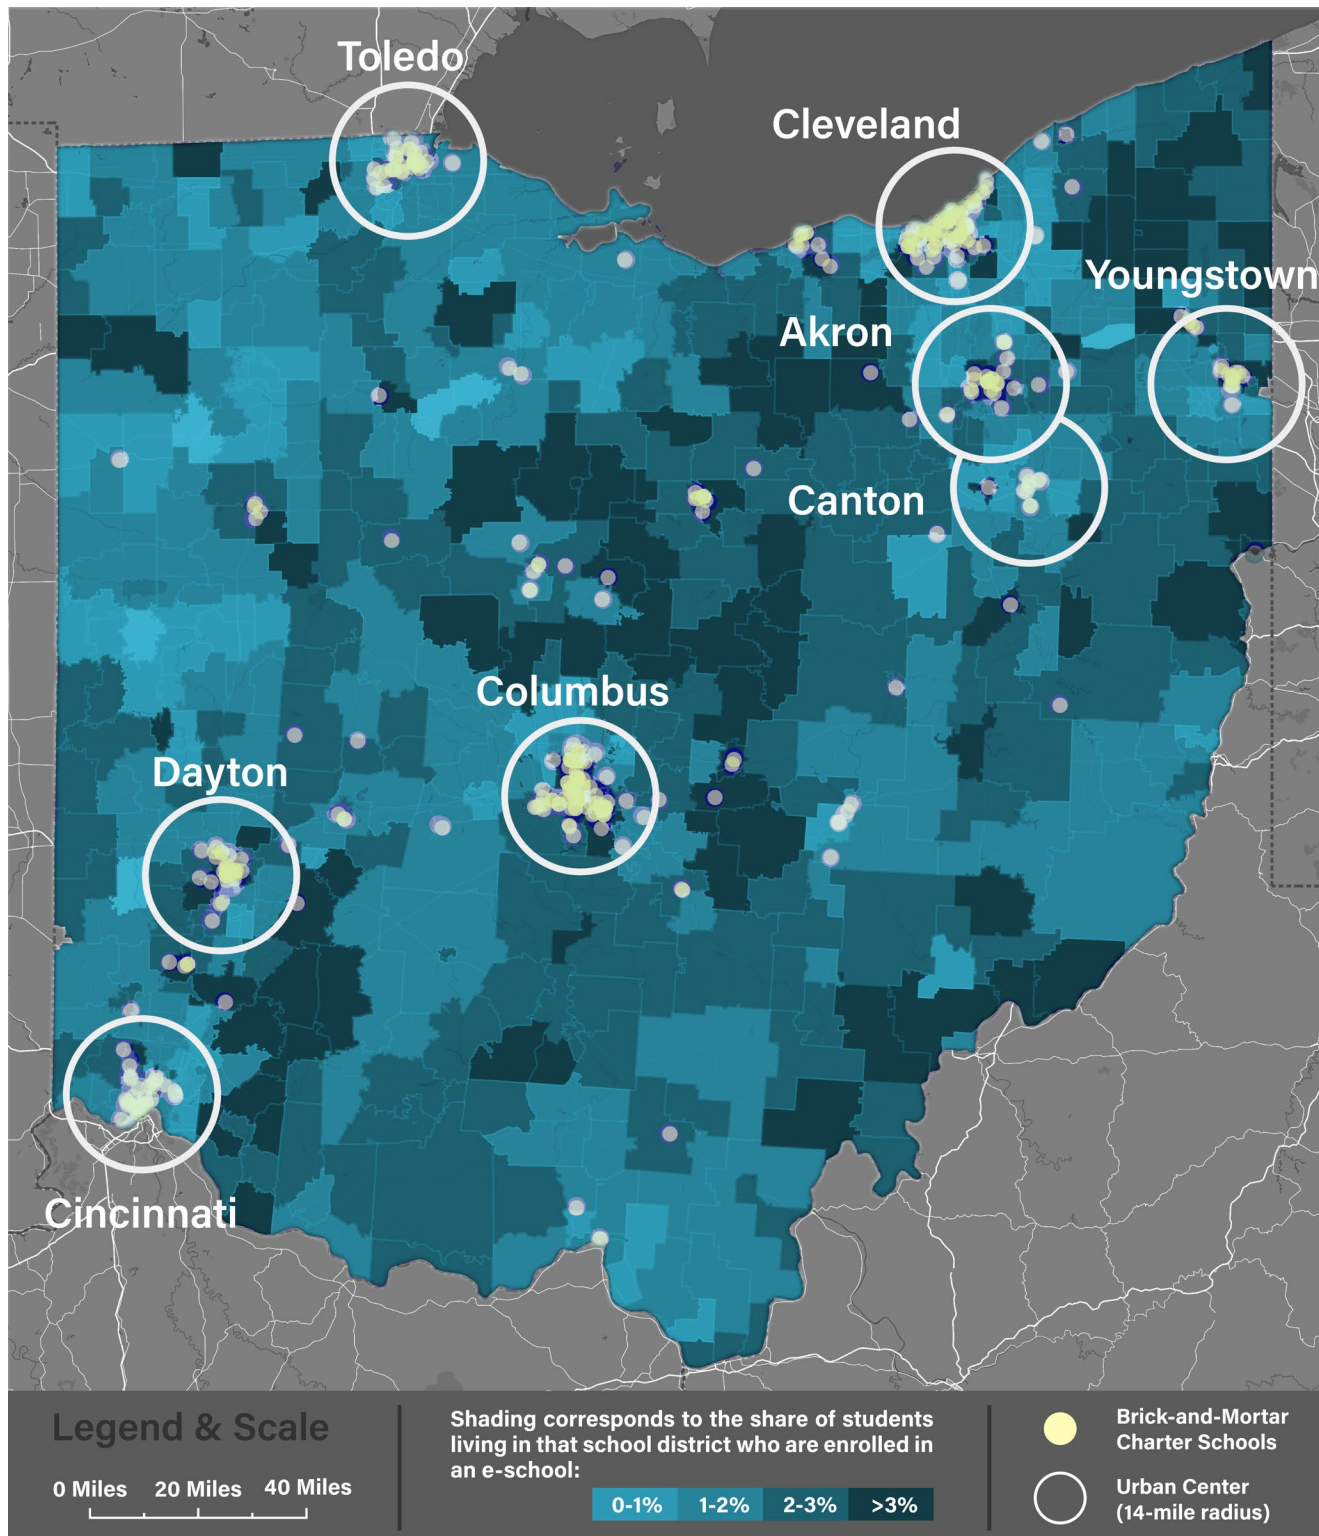 Toledo
Cleveland
Youngstown
Akron
Canton
Columbus
Dayton
Cincinnati
Legend & Scale
0 Miles 20 Miles 40 Miles
Shading corresponds to the share of students
living in that school district who are enrolled in
an e-school:
0-1% 1-2% 2-3% >3%
Brick-and-Mortar
Charter Schools
Urban Center
(14-mile radius)